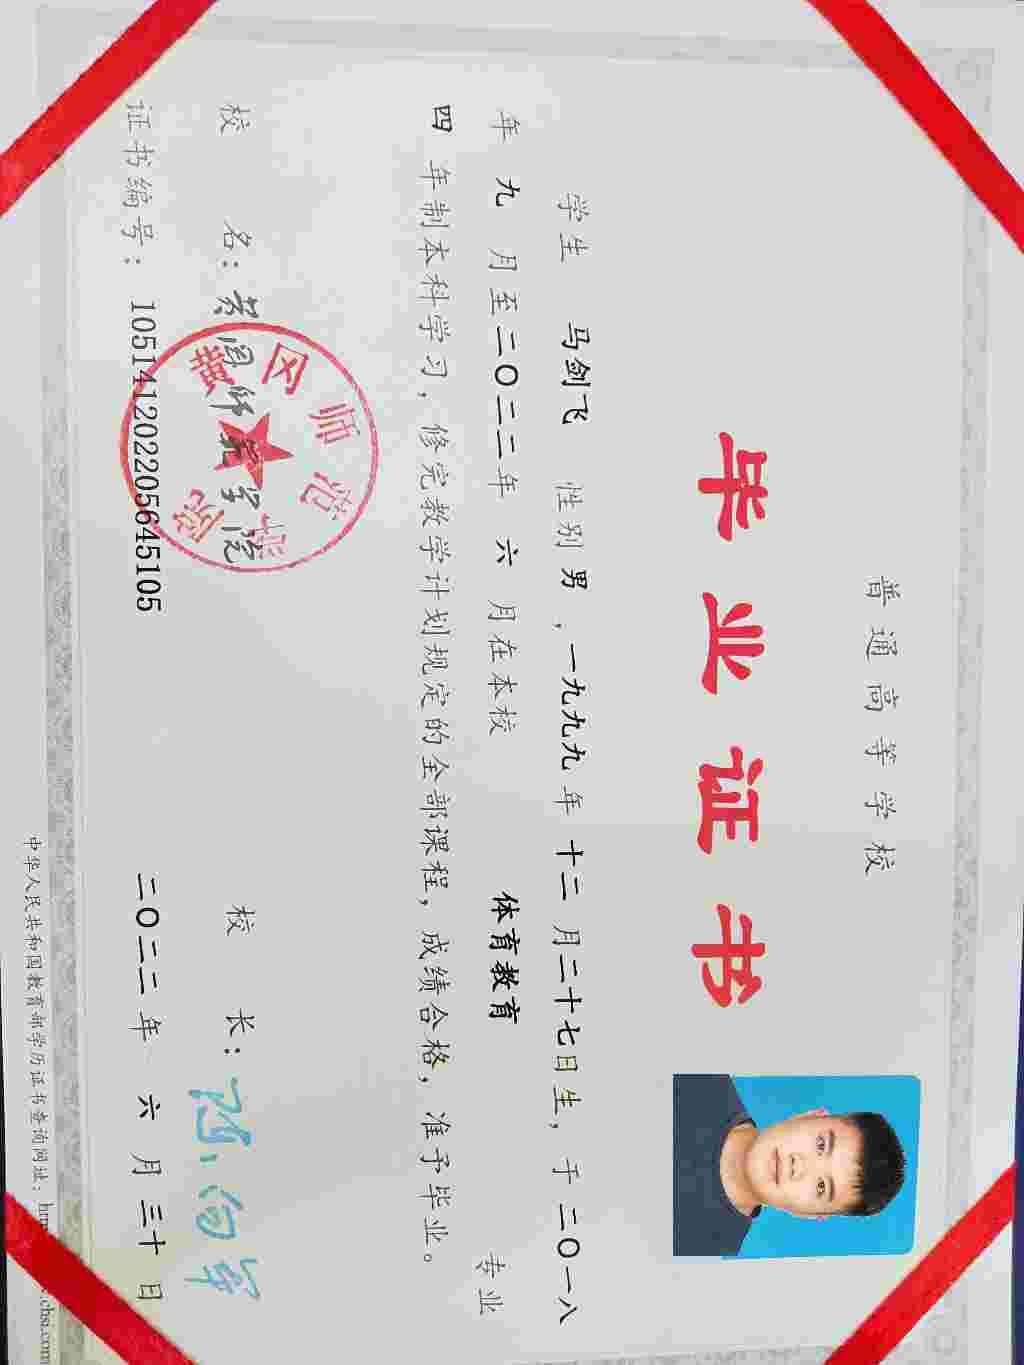 普通高等学校
毕业证书
学生 马剑飞 性别 男，一九九九年 十二 月二十七日生，于 二〇一八
年 九 月至二〇二二年 六 月在本校 体育教育 专业
四 年制本科学习，修完教学计划规定的全部课程，成绩合格，准予毕业。
校 名：黄冈师范学院 校 长：
黄冈师范学院
证书编号：105141202205645105 二〇二二年 六 月 三十 日
中华人民共和国教育部学历证书查询网址：